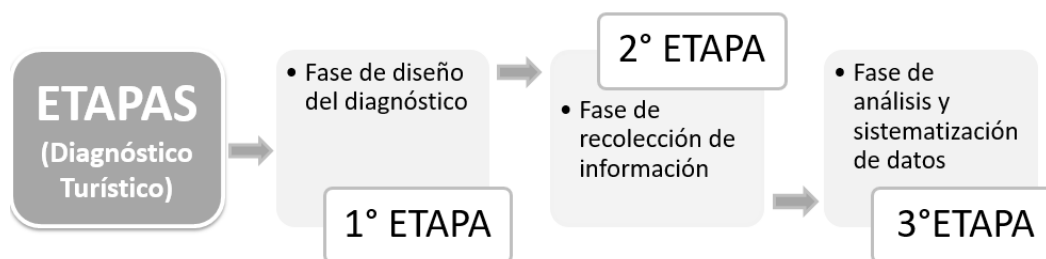 ETAPAS
(Diagnóstico
Turístico)
• Fase de diseño
del diagnóstico
1° ETAPA
2° ETAPA
• Fase de
recolección de
información
• Fase de
análisis y
sistematización
de datos
3°ETAPA